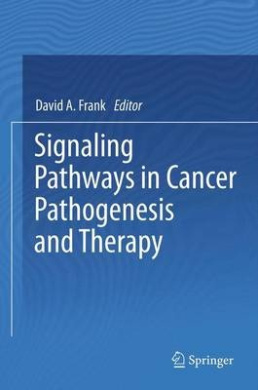 David A. Frank Editor
Signaling
Pathways in Cancer
Pathogenesis
and Therapy
Springer